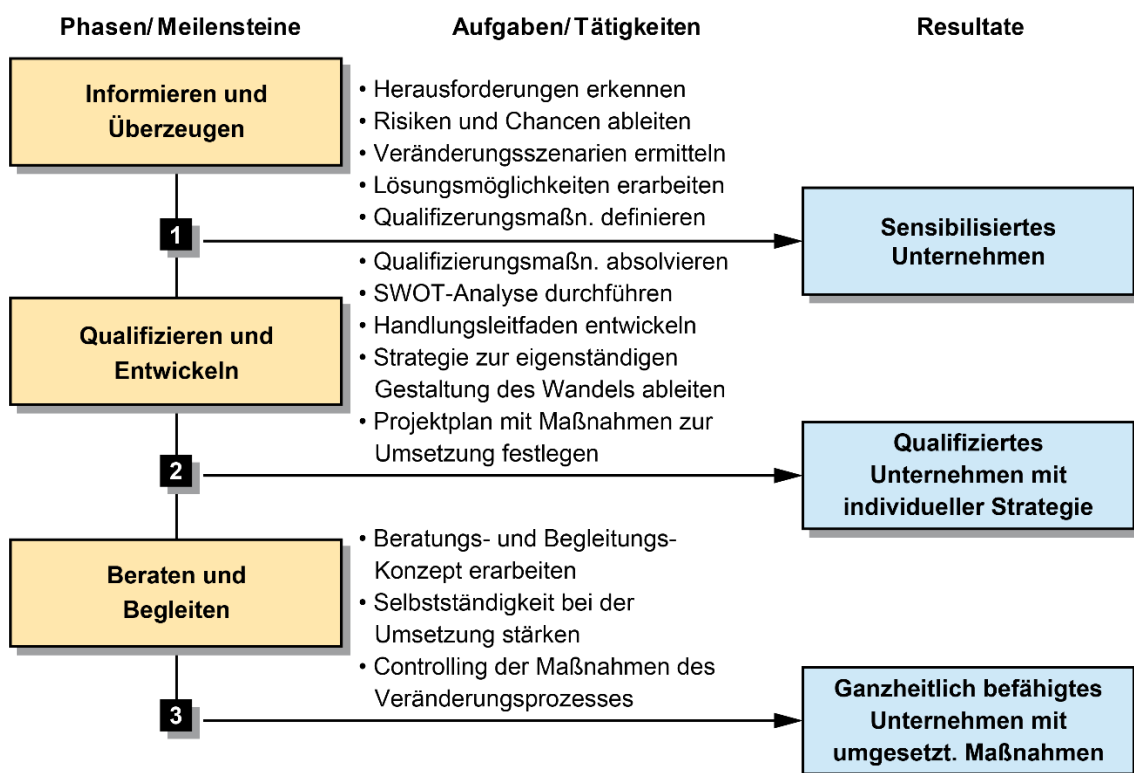 Phasen/Meilensteine
Aufgaben/Tätigkeiten
Resultate
Informieren und
Überzeugen
• Herausforderungen erkennen
• Risiken und Chancen ableiten
• Veränderungsszenarien ermitteln
• Lösungsmöglichkeiten erarbeiten
• Qualifizerungsmaßn. definieren
1
Sensibilisiertes
Unternehmen
Qualifizieren und
Entwickeln
• Qualifizierungsmaßn. absolvieren
• SWOT-Analyse durchführen
• Handlungsleitfaden entwickeln
• Strategie zur eigenständigen
Gestaltung des Wandels ableiten
• Projektplan mit Maßnahmen zur
Umsetzung festlegen
2
Qualifiziertes
Unternehmen mit
individueller Strategie
Beraten und
Begleiten
• Beratungs- und Begleitungs-
Konzept erarbeiten
• Selbstständigkeit bei der
Umsetzung stärken
• Controlling der Maßnahmen des
Veränderungsprozesses
3
Ganzheitlich befähigtes
Unternehmen mit
umgesetzt. Maßnahmen